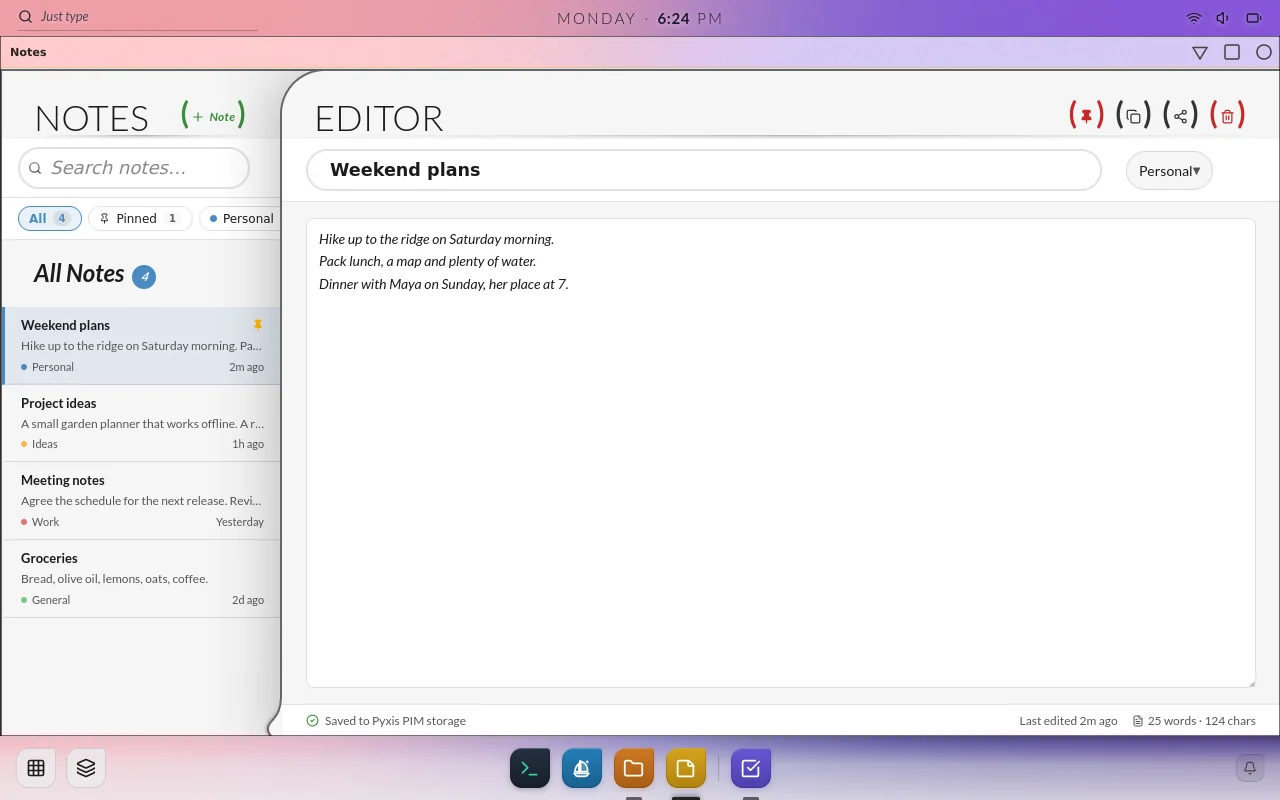 Just type
MONDAY · 6:24 PM
Notes
NOTES
+ Note
Search notes...
All 4
Pinned 1
Personal
All Notes 4
Weekend plans
Hike up to the ridge on Saturday morning. Pa...
Personal 2m ago
Project ideas
A small garden planner that works offline. A r...
Ideas 1h ago
Meeting notes
Agree the schedule for the next release. Revi...
Work Yesterday
Groceries
Bread, olive oil, lemons, oats, coffee.
General 2d ago
EDITOR
Weekend plans
Personal▾
Hike up to the ridge on Saturday morning.
Pack lunch, a map and plenty of water.
Dinner with Maya on Sunday, her place at 7.
Saved to Pyxis PIM storage
Last edited 2m ago
25 words · 124 chars